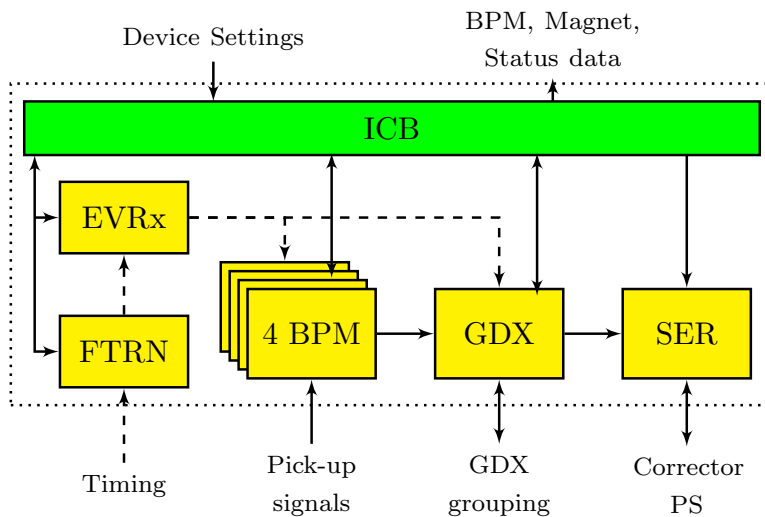 Device Settings
BPM, Magnet,
Status data
ICB
EVRx
FTRN
4 BPM
GDX
SER
Timing
Pick-up
signals
GDX
grouping
Corrector
PS